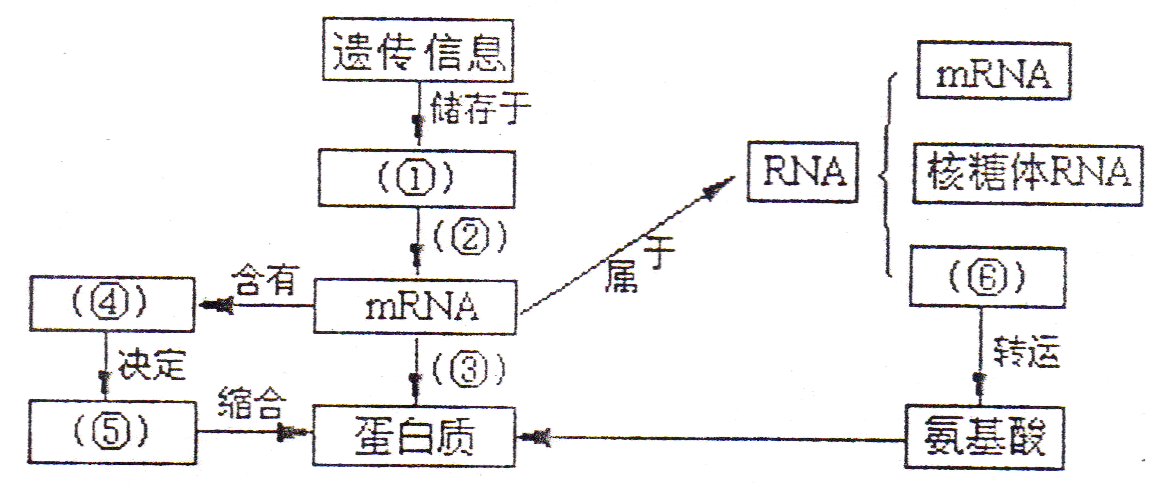 遗传信息
储存于
(①)
(②)
mRNA
(③)
蛋白质
含有
(④)
决定
(⑤)
缩合
属于
RNA
mRNA
核糖体RNA
(⑥)
转运
氨基酸